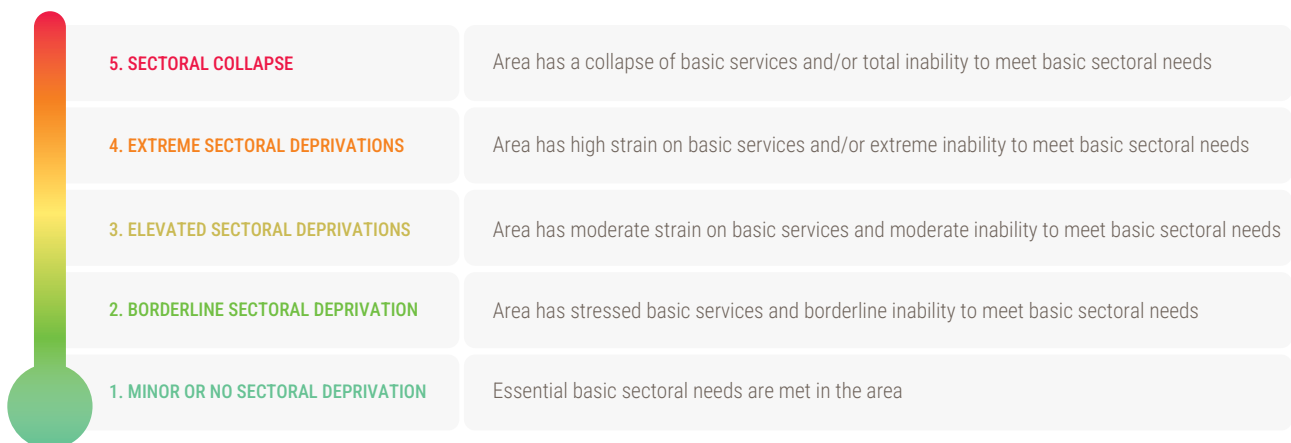 5. SECTORAL COLLAPSE
Area has a collapse of basic services and/or total inability to meet basic sectoral needs
4. EXTREME SECTORAL DEPRIVATIONS
Area has high strain on basic services and/or extreme inability to meet basic sectoral needs
3. ELEVATED SECTORAL DEPRIVATIONS
Area has moderate strain on basic services and moderate inability to meet basic sectoral needs
2. BORDERLINE SECTORAL DEPRIVATION
Area has stressed basic services and borderline inability to meet basic sectoral needs
1. MINOR OR NO SECTORAL DEPRIVATION
Essential basic sectoral needs are met in the area